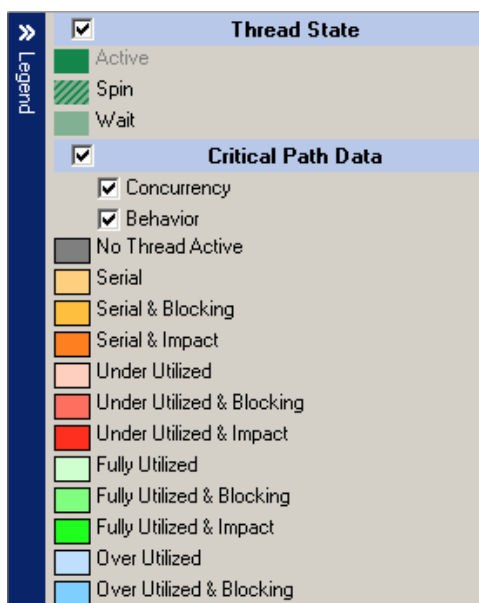 Legend
Thread State
Active
Spin
Wait
Critical Path Data
Concurrency
Behavior
No Thread Active
Serial
Serial & Blocking
Serial & Impact
Under Utilized
Under Utilized & Blocking
Under Utilized & Impact
Fully Utilized
Fully Utilized & Blocking
Fully Utilized & Impact
Over Utilized
Over Utilized & Blocking